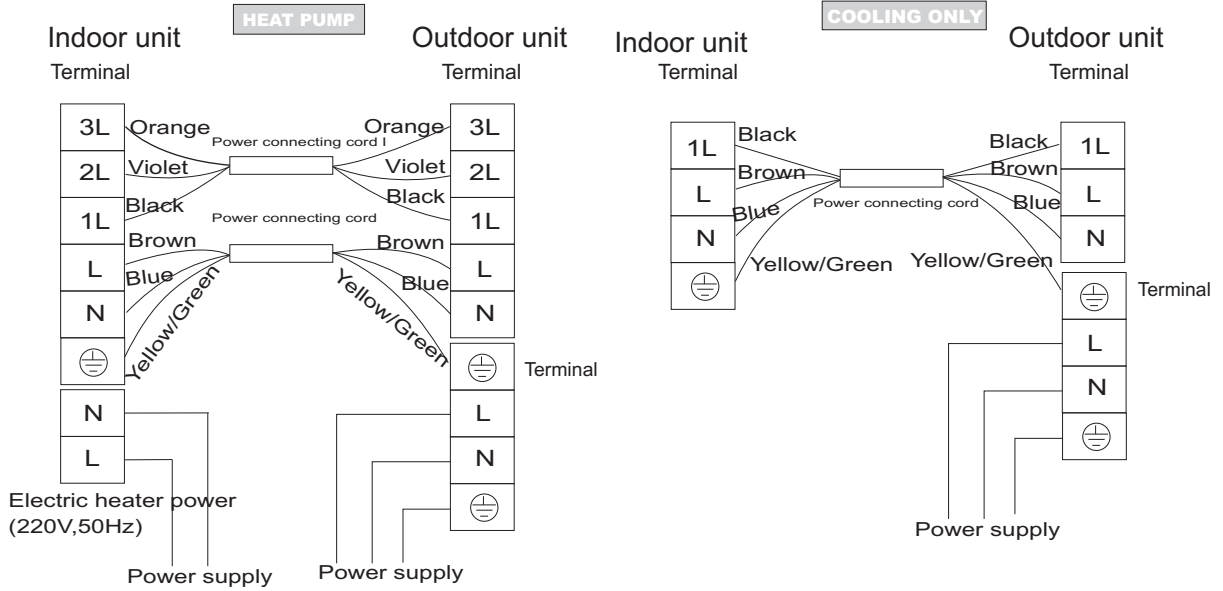 HEAT PUMP
Indoor unit
Terminal
Outdoor unit
Terminal
3L
2L
1L
L
N
N
L
Orange
Violet
Black
Brown
Blue
Yellow/Green
Power connecting cord I
Power connecting cord
Orange
Violet
Black
Brown
Blue
Yellow/Green
3L
2L
1L
L
N
Terminal
L
N
Electric heater power
(220V,50Hz)
Power supply
Power supply
COOLING ONLY
Indoor unit
Terminal
Outdoor unit
Terminal
1L
L
N
Black
Brown
Blue
Yellow/Green
Power connecting cord
Black
Brown
Blue
Yellow/Green
1L
L
N
Terminal
L
N
Power supply